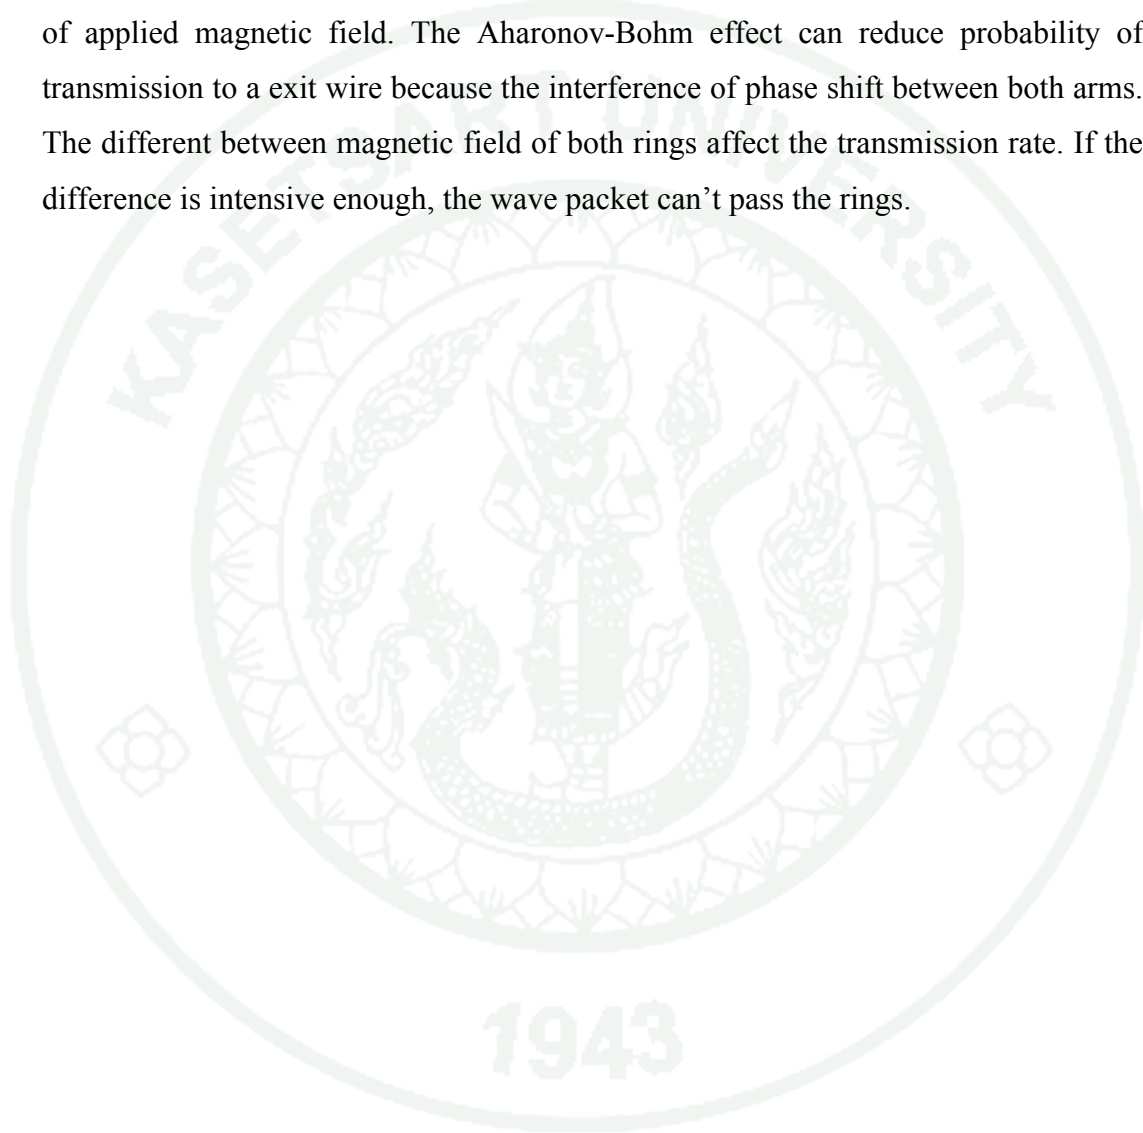 of applied magnetic field. The Aharonov-Bohm effect can reduce probability of
transmission to a exit wire because the interference of phase shift between both arms.
The different between magnetic field of both rings affect the transmission rate. If the
difference is intensive enough, the wave packet can’t pass the rings.
KASETSART UNIVERSITY
1943